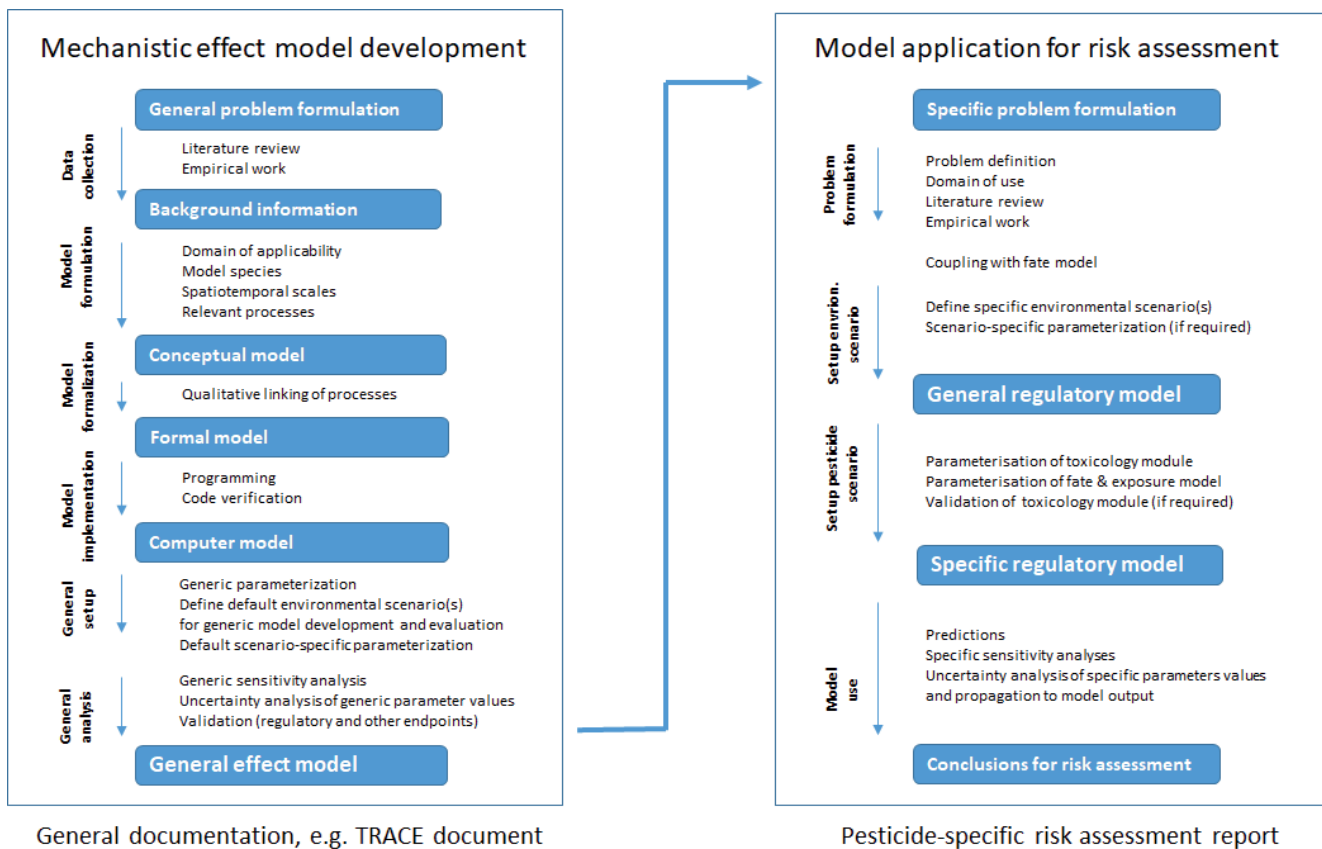 Mechanistic effect model development
General problem formulation
Data
collection
Literature review
Empirical work
Background information
Model
formulation
Domain of applicability
Model species
Spatiotemporal scales
Relevant processes
Conceptual model
Model
formalization
Qualitative linking of processes
Formal model
Model
implementation
Programming
Code verification
Computer model
General
setup
Generic parameterization
Define default environmental scenario(s)
for generic model development and evaluation
Default scenario-specific parameterization
General
analysis
Generic sensitivity analysis
Uncertainty analysis of generic parameter values
Validation (regulatory and other endpoints)
General effect model
General documentation, e.g. TRACE document
Model application for risk assessment
Specific problem formulation
Problem
formulation
Problem definition
Domain of use
Literature review
Empirical work
Coupling with fate model
Setup envrion.
scenario
Define specific environmental scenario(s)
Scenario-specific parameterization (if required)
General regulatory model
Setup pesticide
scenario
Parameterisation of toxicology module
Parameterisation of fate & exposure model
Validation of toxicology module (if required)
Specific regulatory model
Model
use
Predictions
Specific sensitivity analyses
Uncertainty analysis of specific parameters values
and propagation to model output
Conclusions for risk assessment
Pesticide-specific risk assessment report